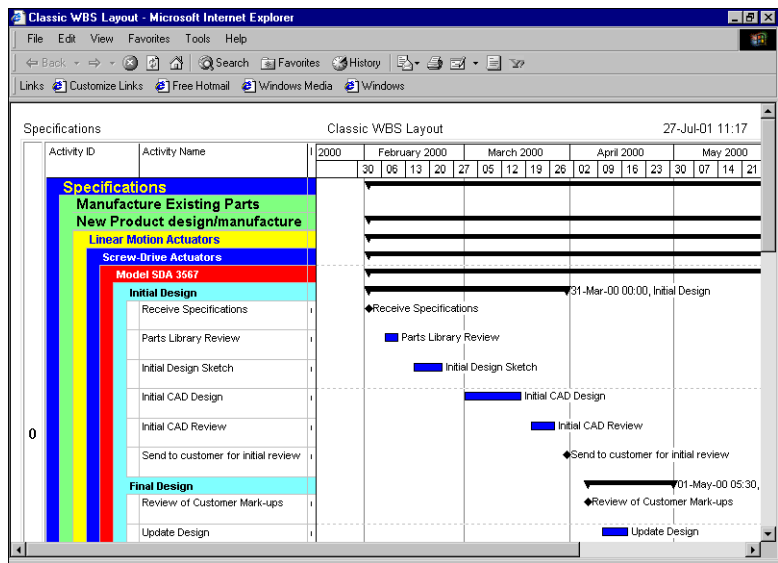 Classic WBS Layout - Microsoft Internet Explorer
File Edit View Favorites Tools Help
Back Search Favorites History
Links Customize Links Free Hotmail Windows Media Windows
Specifications Classic WBS Layout 27-Jul-01 11:17
Activity ID Activity Name 2000 February 2000 March 2000 April 2000 May 2000
30 06 13 20 27 05 12 19 26 02 09 16 23 30 07 14 21
Specifications
Manufacture Existing Parts
New Product design/manufacture
Linear Motion Actuators
Screw-Drive Actuators
Model SDA 3567
Initial Design 31-Mar-00 00:00, Initial Design
Receive Specifications Receive Specifications
Parts Library Review Parts Library Review
Initial Design Sketch Initial Design Sketch
Initial CAD Design Initial CAD Design
Initial CAD Review Initial CAD Review
0
Send to customer for initial review Send to customer for initial review
Final Design 01-May-00 05:30,
Review of Customer Mark-ups Review of Customer Mark-ups
Update Design Update Design